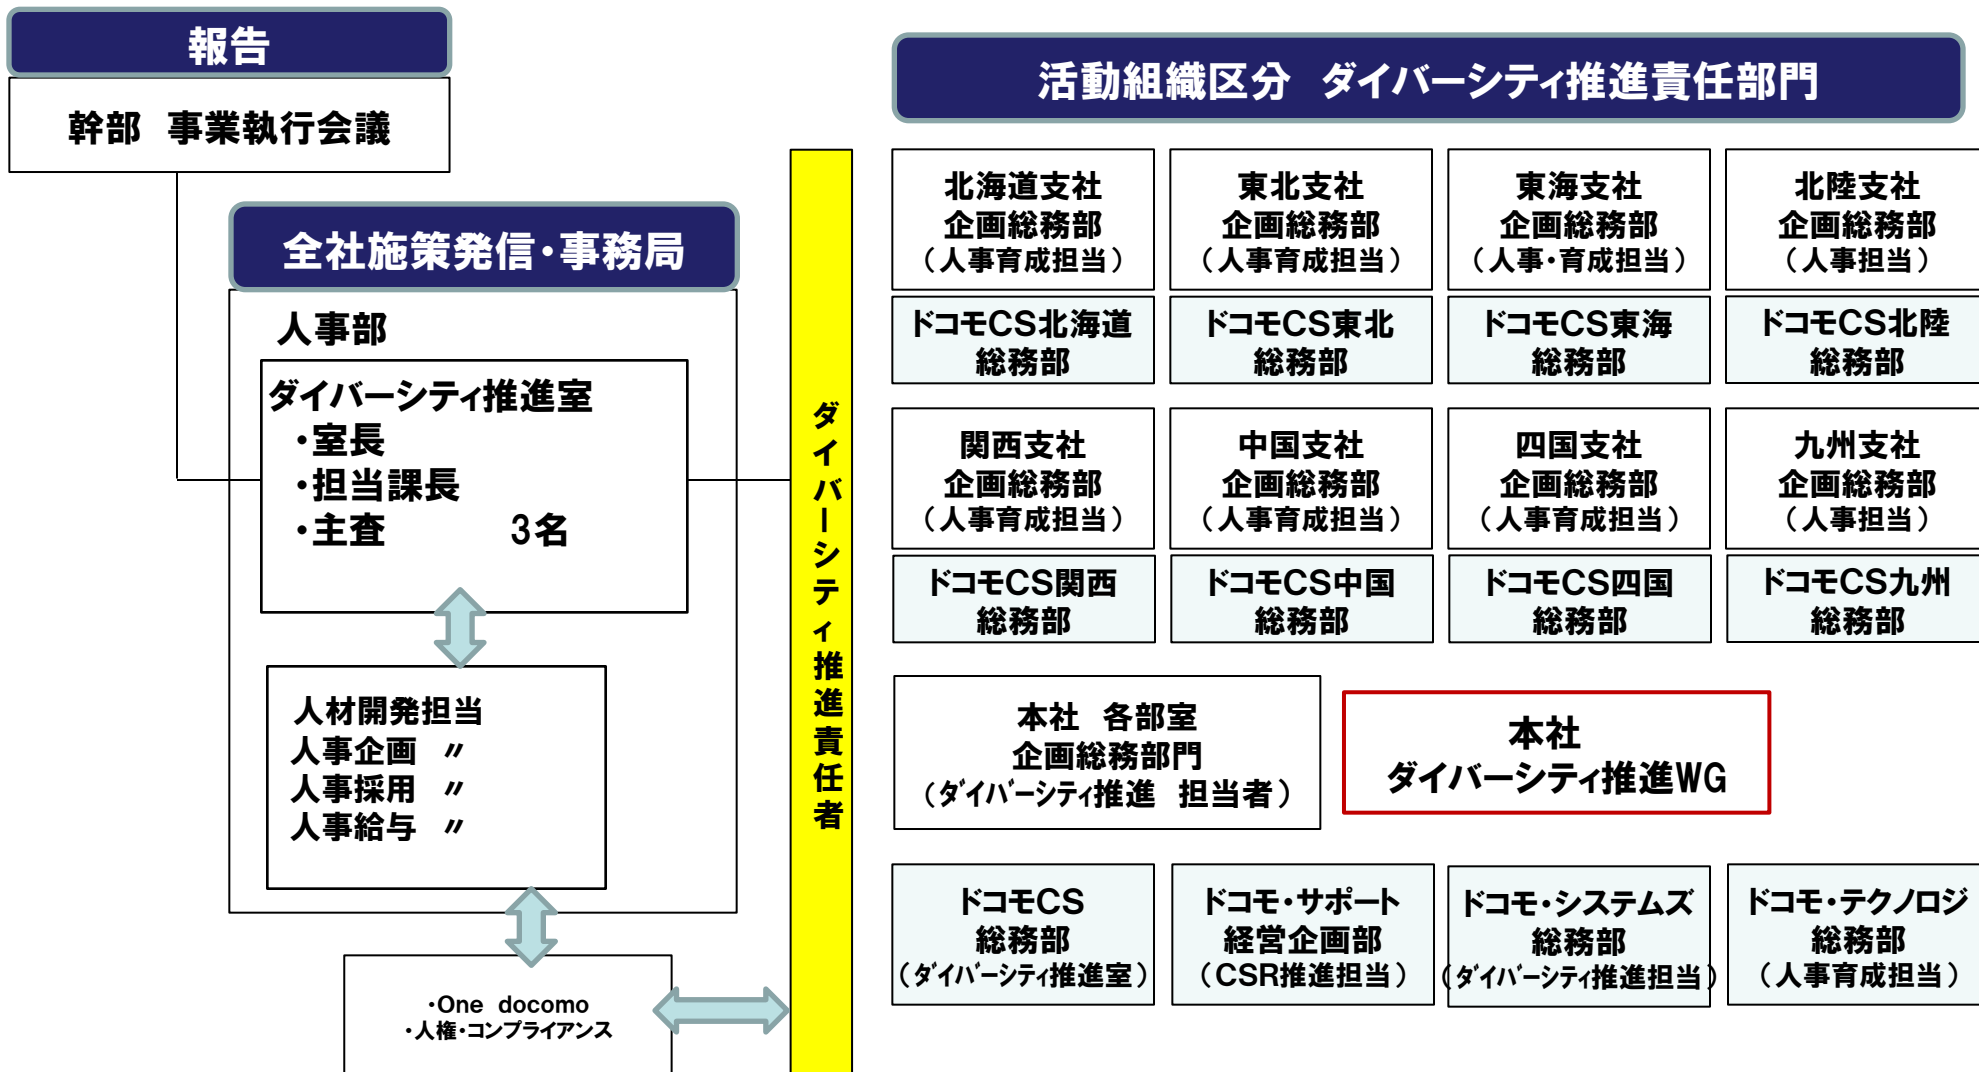 報告
幹部　事業執行会議
全社施策発信・事務局
人事部
ダイバーシティ推進室
・室長
・担当課長
・主査　　　　3名
人材開発担当
人事企画　〃
人事採用　〃
人事給与　〃
・One docomo
・人権・コンプライアンス
ダイバーシティ推進責任者
活動組織区分　ダイバーシティ推進責任部門
北海道支社
企画総務部
（人事育成担当）
東北支社
企画総務部
（人事育成担当）
東海支社
企画総務部
（人事・育成担当）
北陸支社
企画総務部
（人事担当）
ドコモCS北海道
総務部
ドコモCS東北
総務部
ドコモCS東海
総務部
ドコモCS北陸
総務部
関西支社
企画総務部
（人事育成担当）
中国支社
企画総務部
（人事育成担当）
四国支社
企画総務部
（人事育成担当）
九州支社
企画総務部
（人事担当）
ドコモCS関西
総務部
ドコモCS中国
総務部
ドコモCS四国
総務部
ドコモCS九州
総務部
本社　各部室
企画総務部門
（ﾀﾞｲﾊﾞｰｼﾃｨ推進　担当者）
本社
ダイバーシティ推進WG
ドコモCS
総務部
（ﾀﾞｲﾊﾞｰｼﾃｨ推進室）
ドコモ・サポート
経営企画部
（CSR推進担当）
ドコモ・システムズ
総務部
（ﾀﾞｲﾊﾞｰｼﾃｨ推進担当）
ドコモ・テクノロジ
総務部
（人事育成担当）